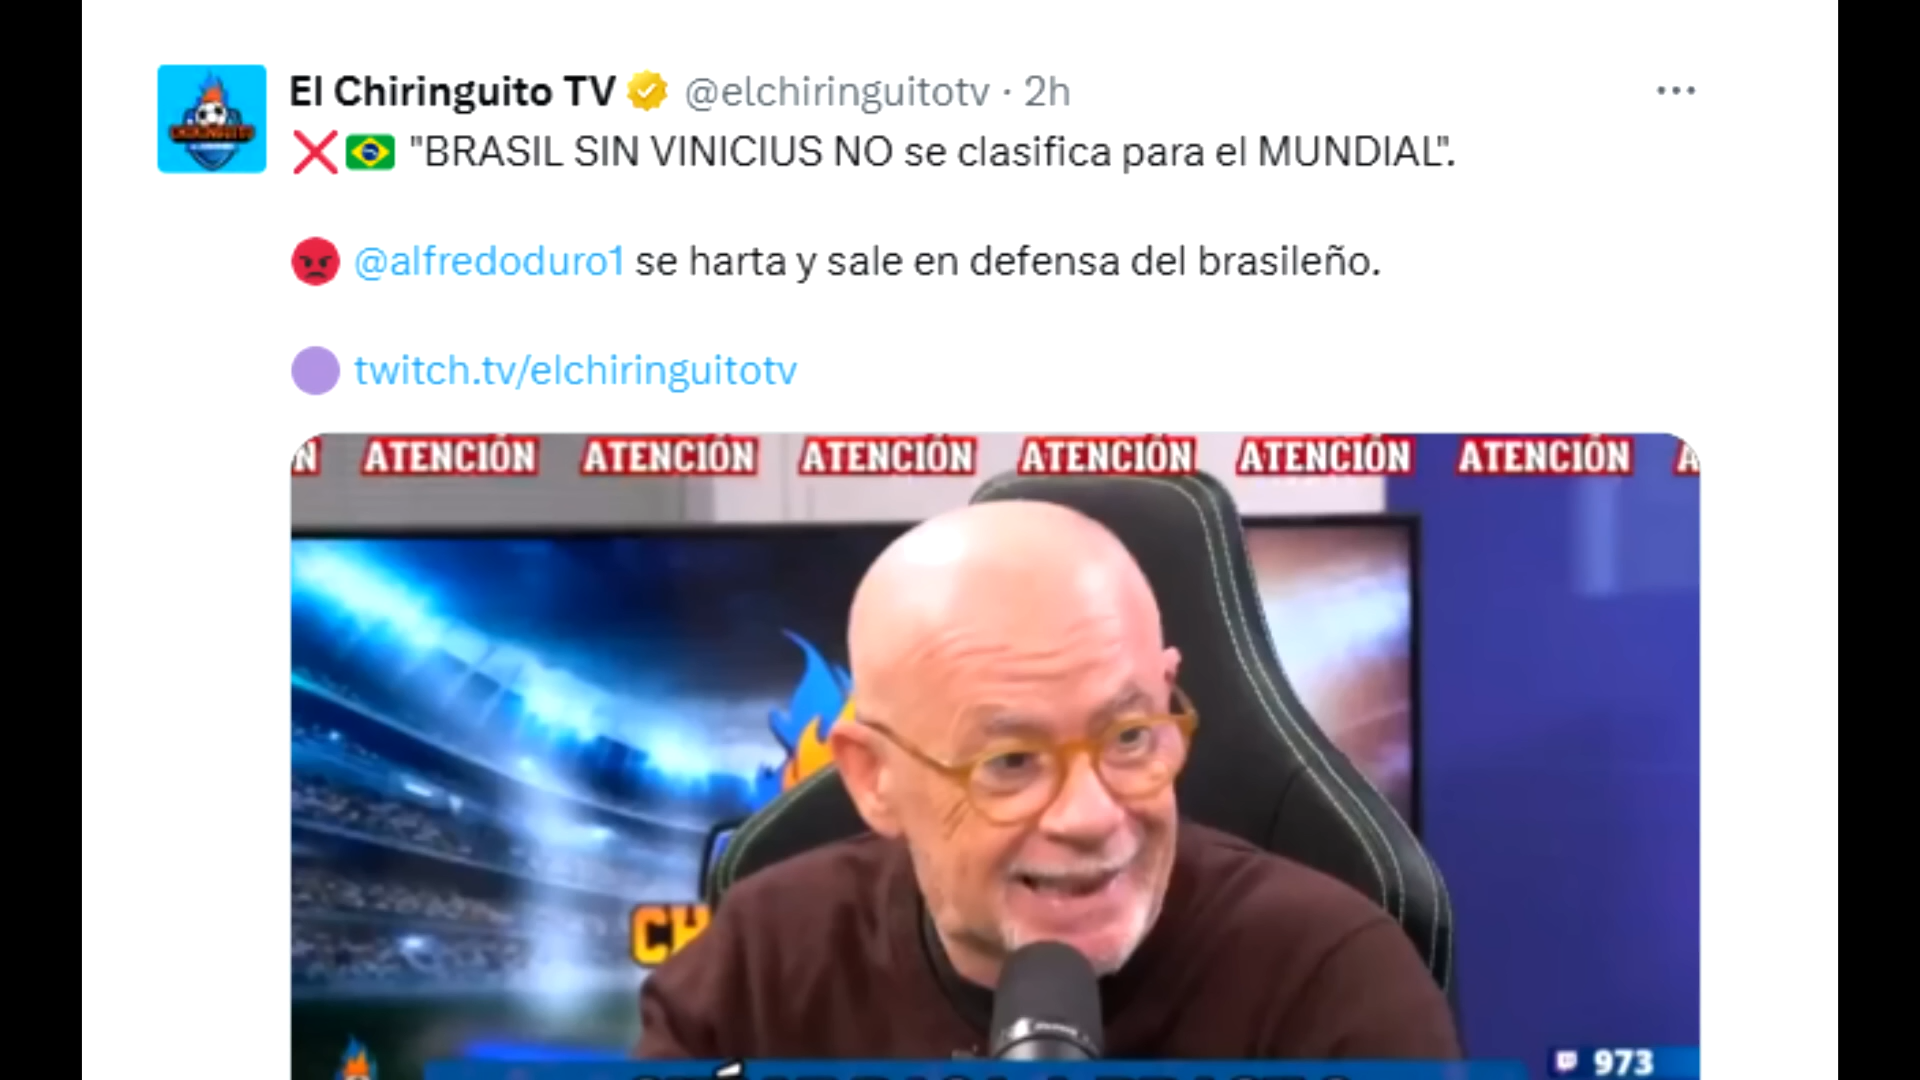 El Chiringuito TV @elchiringuitotv · 2h
"BRASIL SIN VINICIUS NO se clasifica para el MUNDIAL".
@alfredoduro1 se harta y sale en defensa del brasileño.
twitch.tv/elchiringuitotv
N ATENCIÓN ATENCIÓN ATENCIÓN ATENCIÓN ATENCIÓN ATENCIÓN A
CH
973